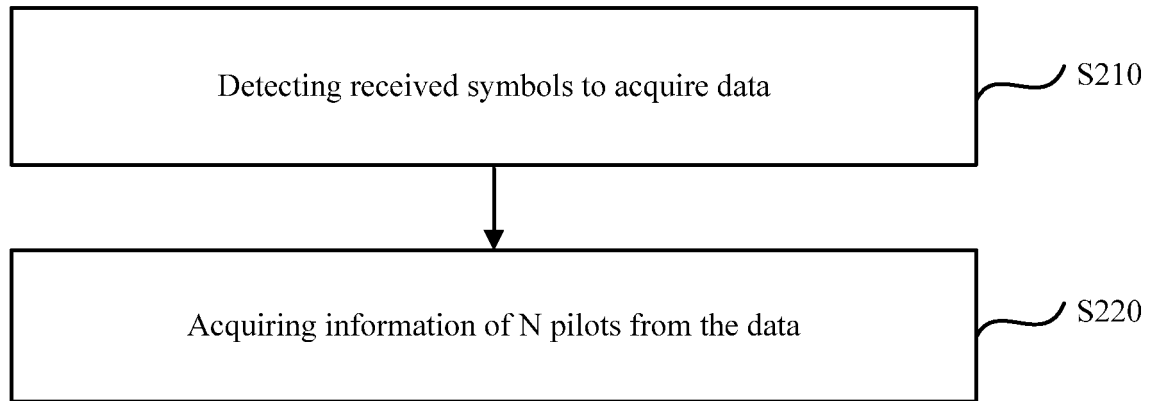 Detecting received symbols to acquire data
S210
Acquiring information of N pilots from the data
S220